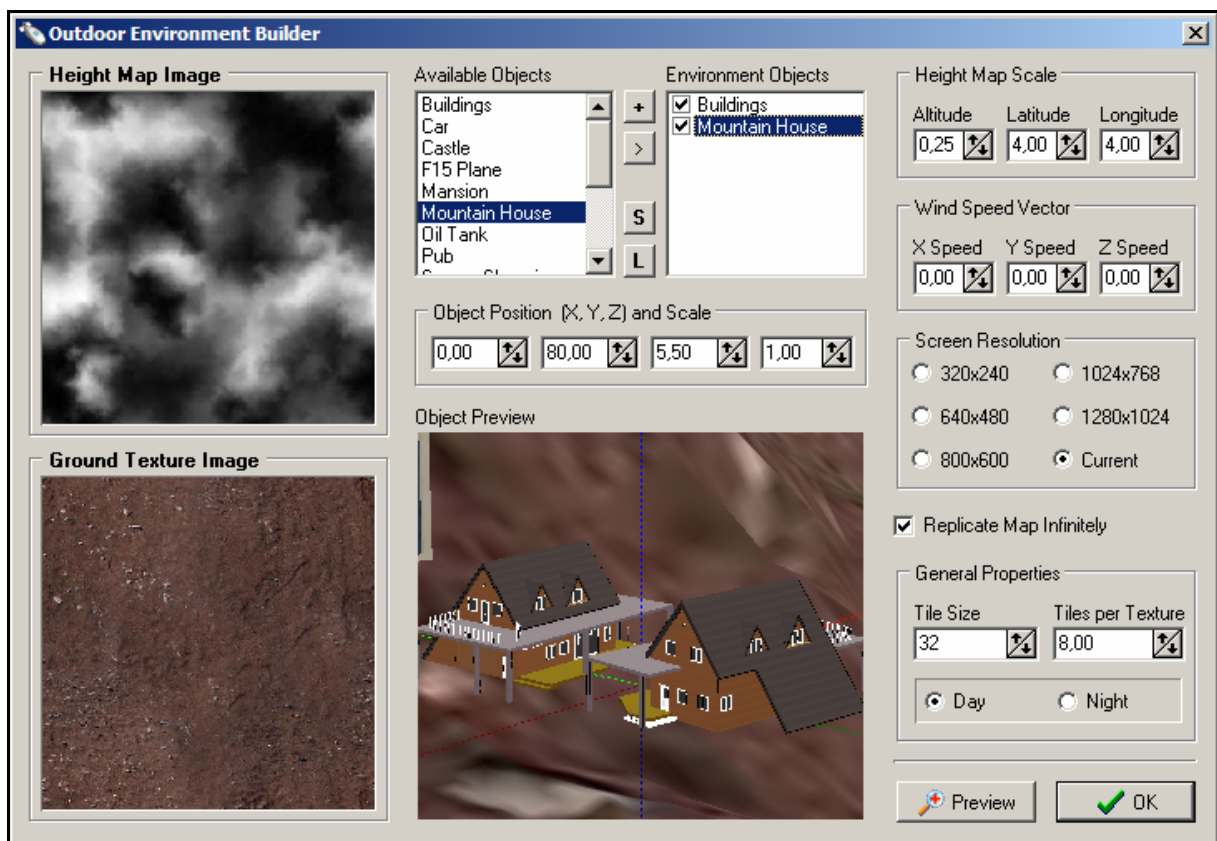 Outdoor Environment Builder
Height Map Image
Ground Texture Image
Available Objects
Buildings
Car
Castle
F15 Plane
Mansion
Mountain House
Oil Tank
Pub
+
>
S
L
Environment Objects
Buildings
Mountain House
Object Position (X, Y, Z) and Scale
0,00 80,00 5,50 1,00
Object Preview
Height Map Scale
Altitude Latitude Longitude
0,25 4,00 4,00
Wind Speed Vector
X Speed Y Speed Z Speed
0,00 0,00 0,00
Screen Resolution
320x240 1024x768
640x480 1280x1024
800x600 Current
Replicate Map Infinitely
General Properties
Tile Size Tiles per Texture
32 8,00
Day Night
Preview OK